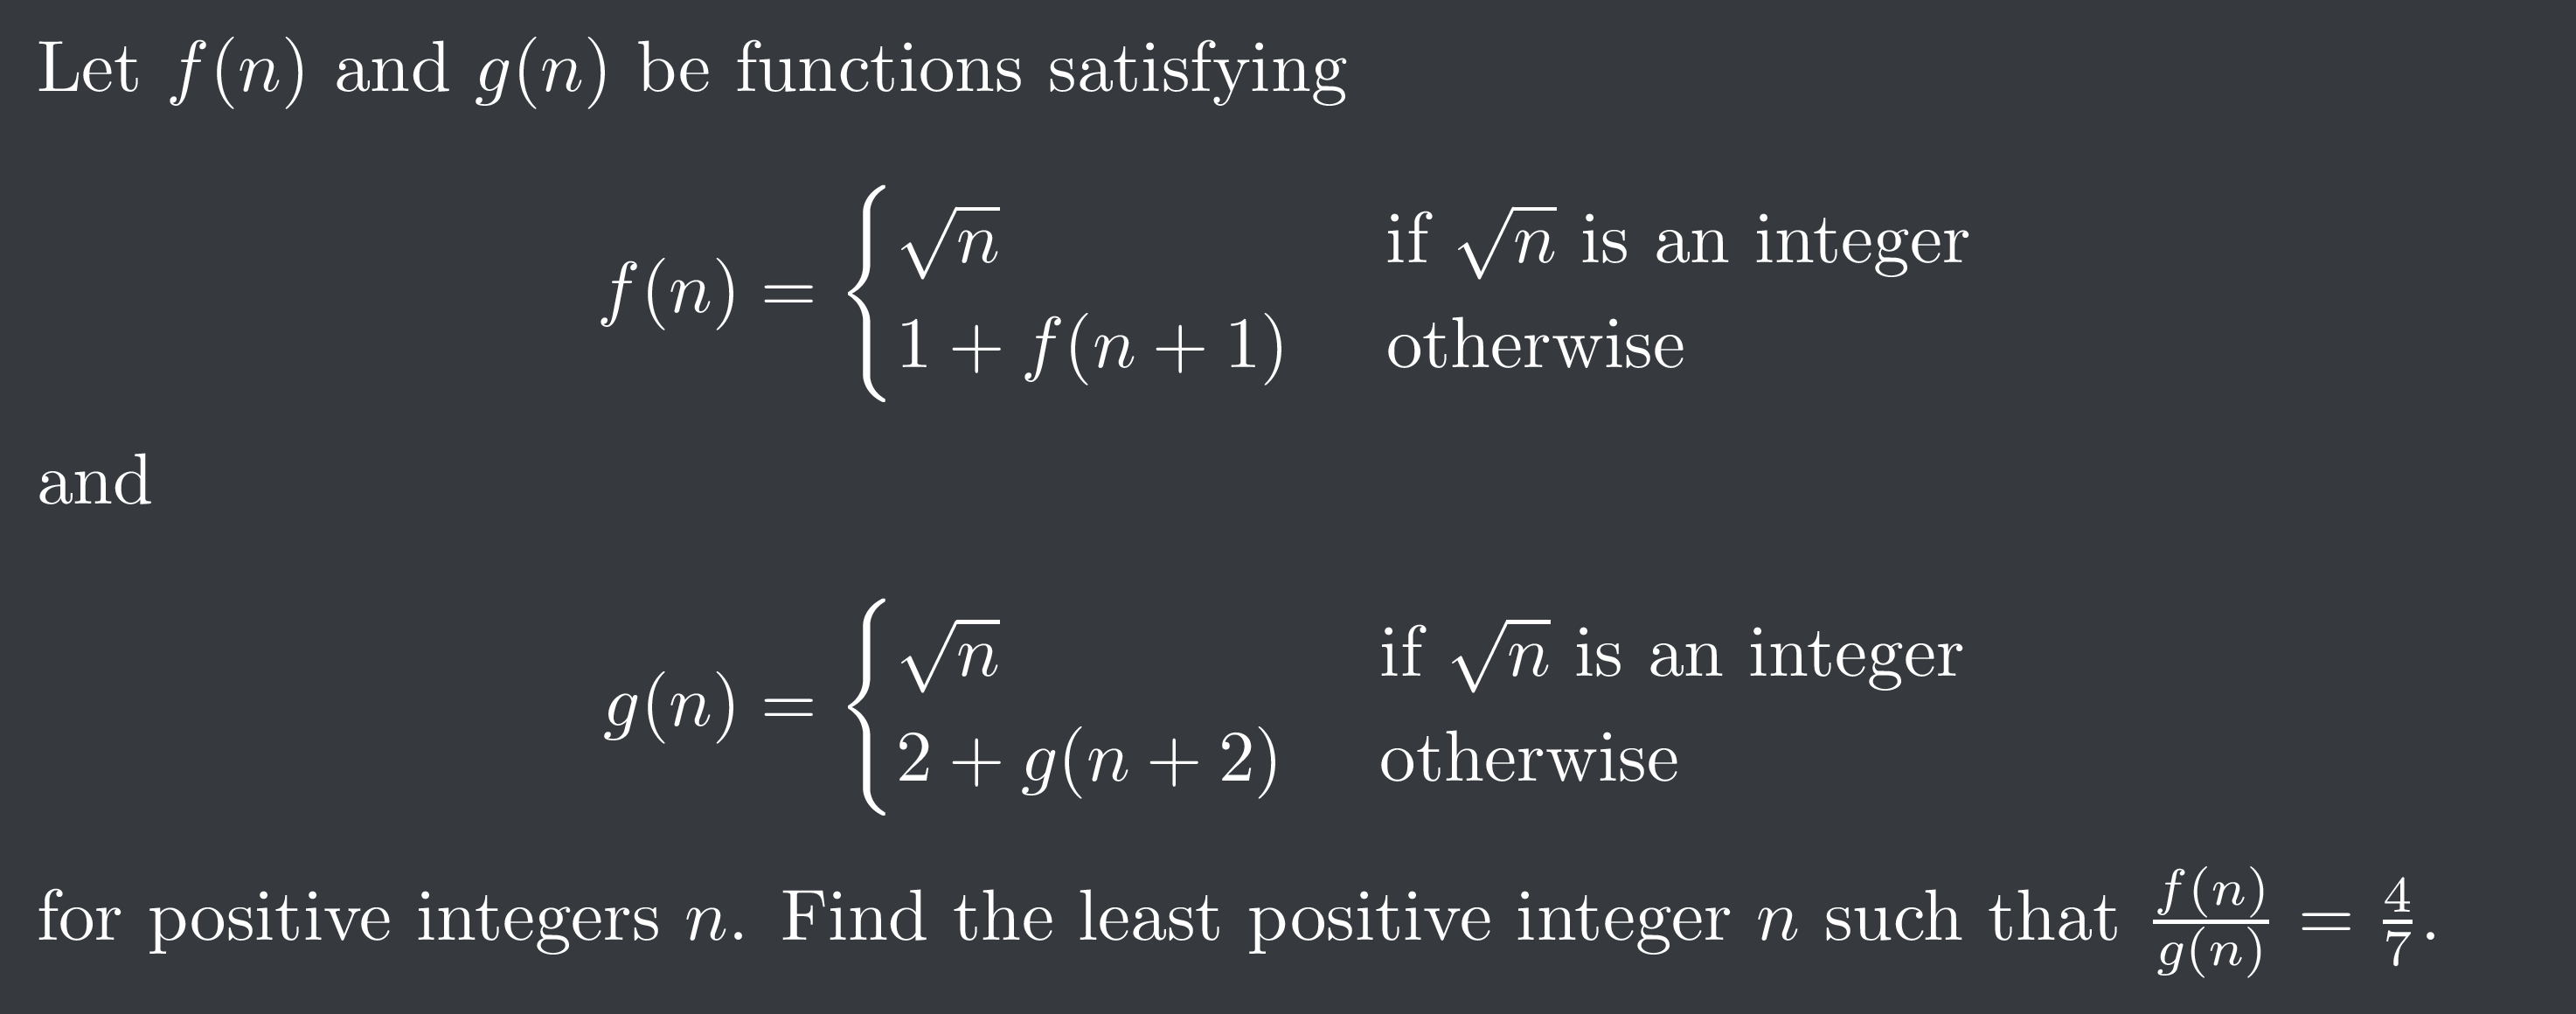 Let f(n) and g(n) be functions satisfying
f(n) = { √n if √n is an integer
1 + f(n + 1) otherwise
and
g(n) = { √n if √n is an integer
2 + g(n + 2) otherwise
for positive integers n. Find the least positive integer n such that f(n)/g(n) = 4/7.